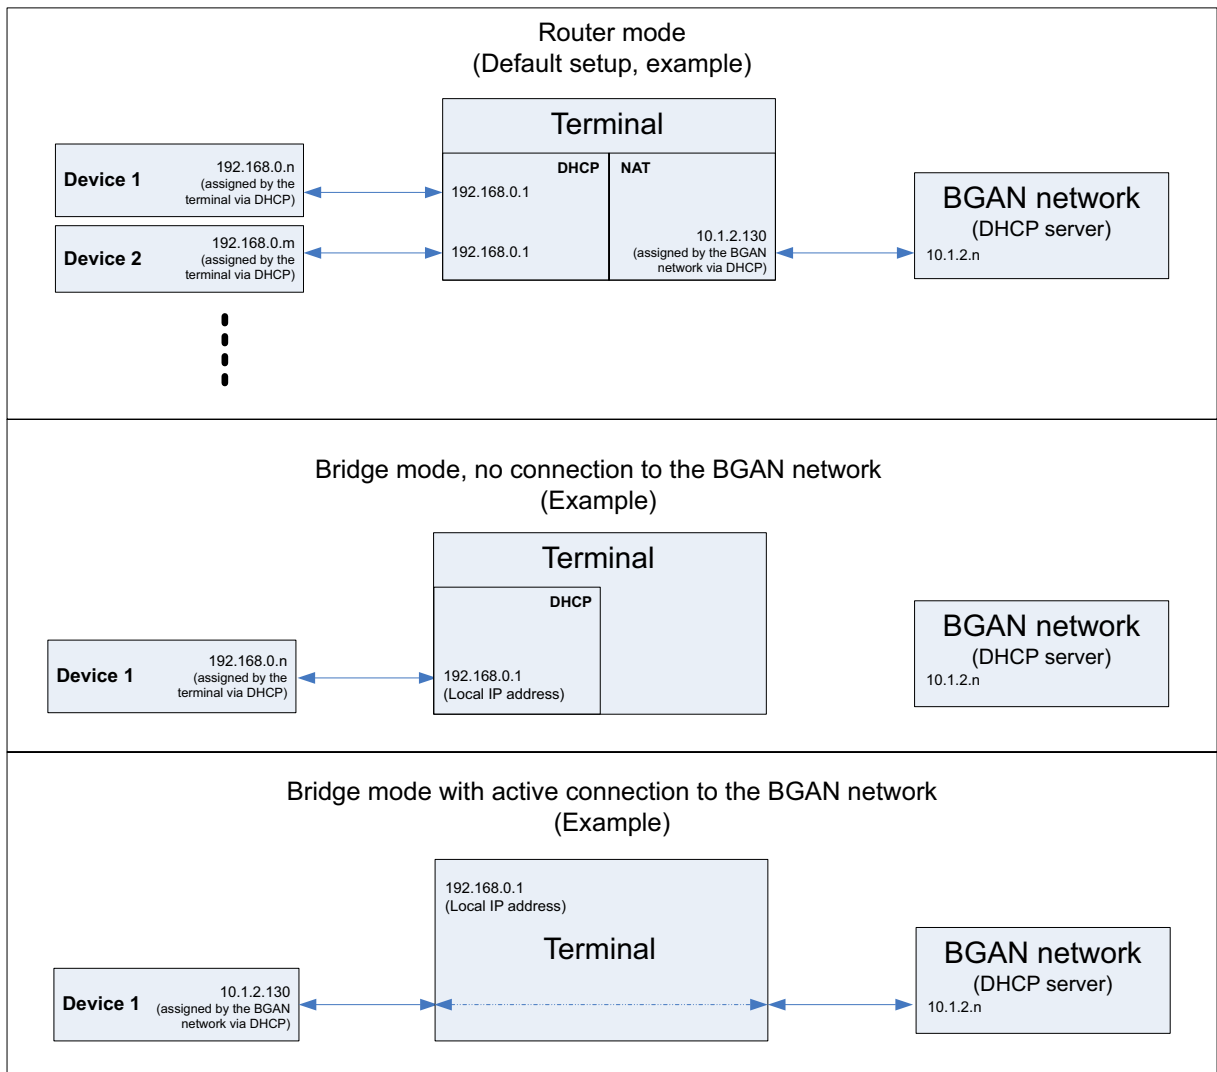 Router mode
(Default setup, example)
Terminal
Device 1
192.168.0.n
(assigned by the
terminal via DHCP)
DHCP
NAT
192.168.0.1
BGAN network
(DHCP server)
10.1.2.n
Device 2
192.168.0.m
(assigned by the
terminal via DHCP)
192.168.0.1
10.1.2.130
(assigned by the BGAN
network via DHCP)
Bridge mode, no connection to the BGAN network
(Example)
Terminal
DHCP
Device 1
192.168.0.n
(assigned by the
terminal via DHCP)
192.168.0.1
(Local IP address)
BGAN network
(DHCP server)
10.1.2.n
Bridge mode with active connection to the BGAN network
(Example)
192.168.0.1
(Local IP address)
Terminal
Device 1
10.1.2.130
(assigned by the BGAN
network via DHCP)
BGAN network
(DHCP server)
10.1.2.n